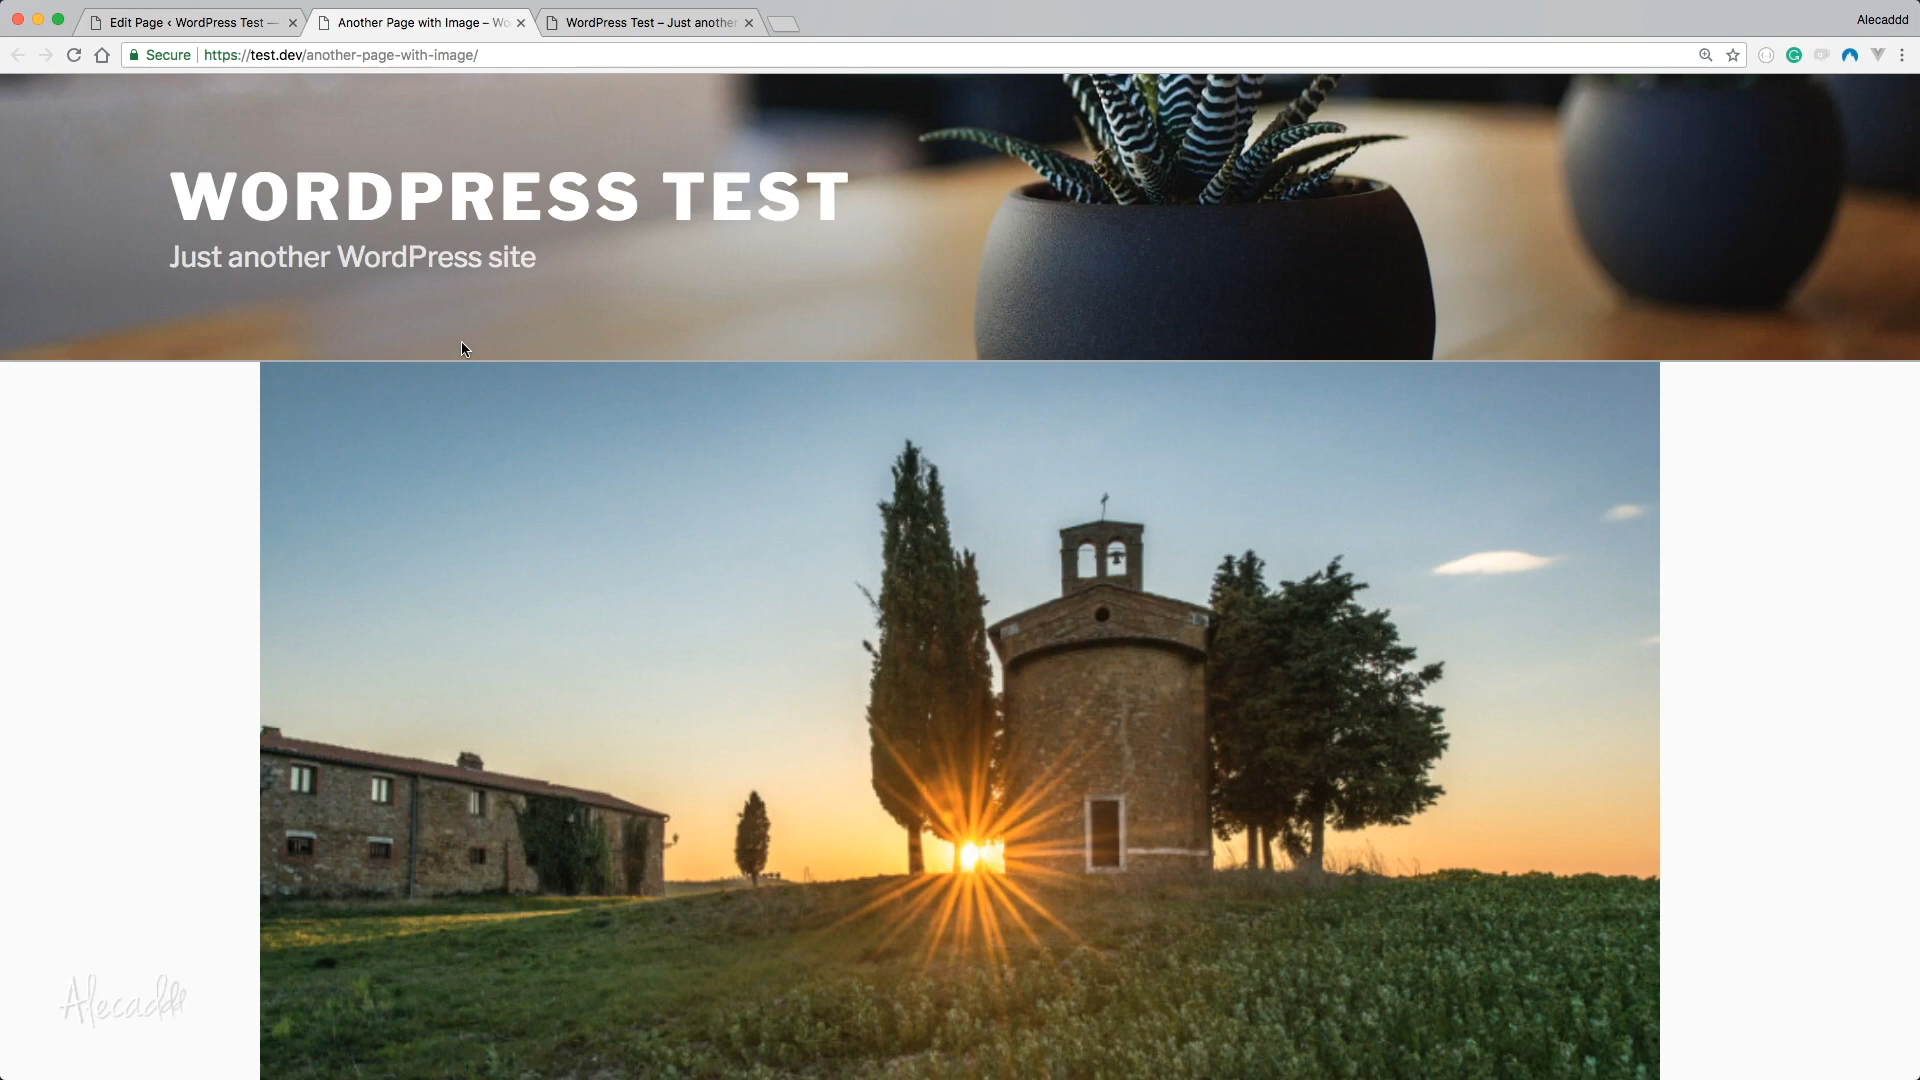 Edit Page ‹ WordPress Test —
Another Page with Image – Wo
WordPress Test – Just another
Alecaddd
Secure
https://test.dev/another-page-with-image/
WORDPRESS TEST
Just another WordPress site
Alecaddd